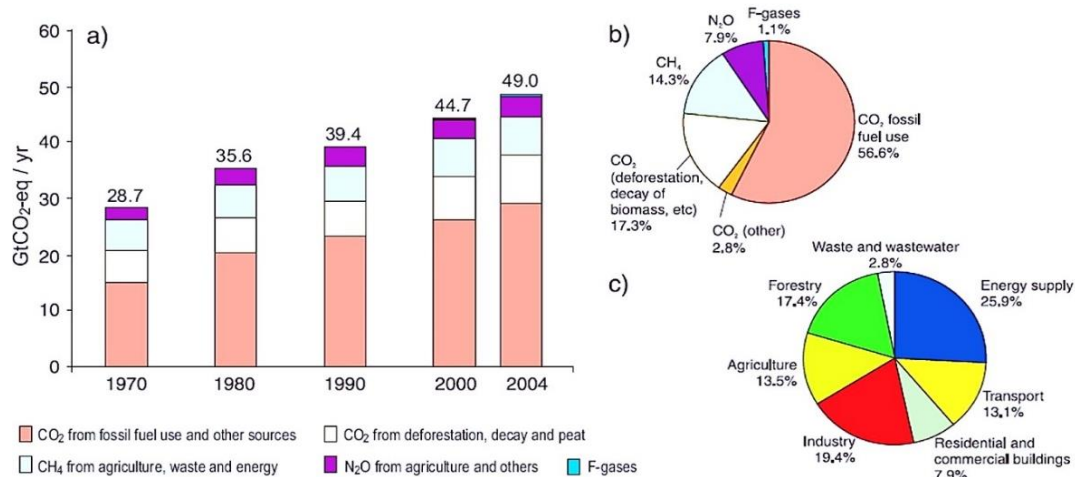 a)
GtCO₂-eq / yr
60
50
40
30
20
10
0
28.7
35.6
39.4
44.7
49.0
1970
1980
1990
2000
2004
CO₂ from fossil fuel use and other sources
CO₂ from deforestation, decay and peat
CH₄ from agriculture, waste and energy
N₂O from agriculture and others
F-gases
b)
F-gases
1.1%
N₂O
7.9%
CH₄
14.3%
CO₂ fossil
fuel use
56.6%
CO₂
(deforestation,
decay of
biomass, etc)
17.3%
CO₂ (other)
2.8%
c)
Waste and wastewater
2.8%
Forestry
17.4%
Energy supply
25.9%
Agriculture
13.5%
Transport
13.1%
Industry
19.4%
Residential and
commercial buildings
7.9%